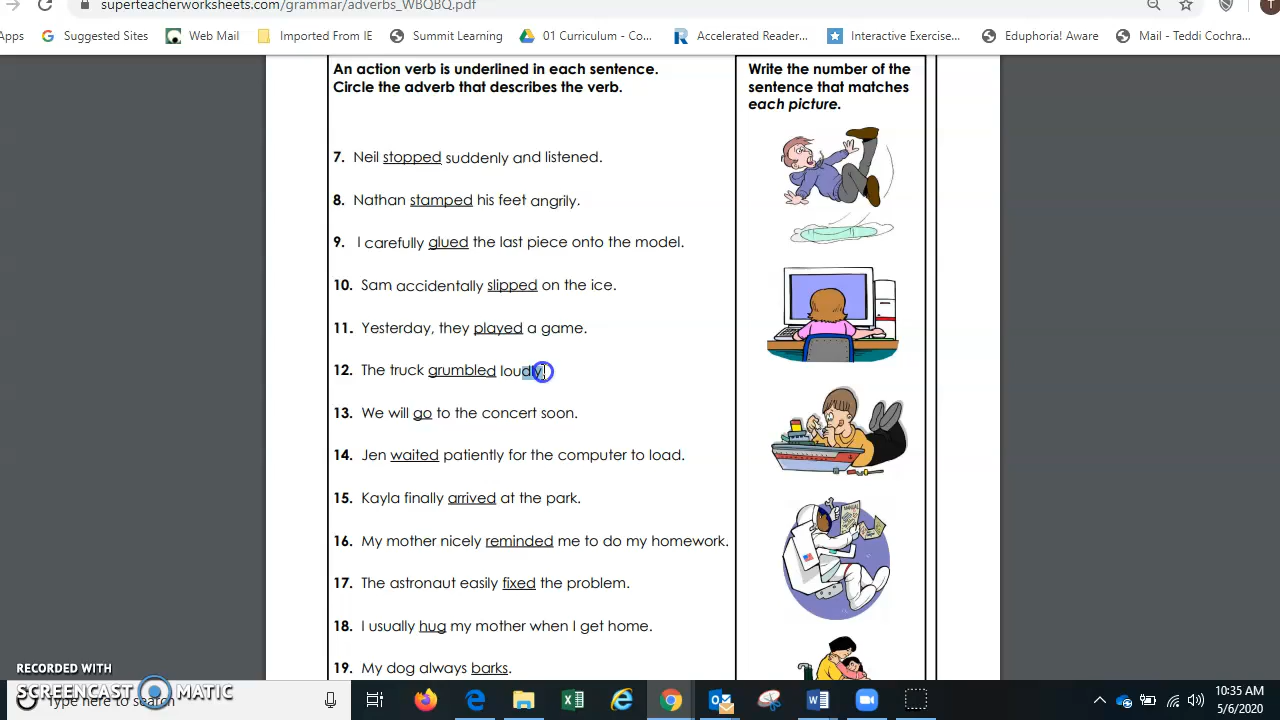 superteacherworksheets.com/grammar/adverbs_WBQBQ.pdf
T
Apps
Suggested Sites
Web Mail
Imported From IE
Summit Learning
01 Curriculum - Co...
Accelerated Reader...
Interactive Exercise...
Eduphoria! Aware
Mail - Teddi Cochra...
An action verb is underlined in each sentence.
Circle the adverb that describes the verb.
7. Neil stopped suddenly and listened.
8. Nathan stamped his feet angrily.
9. I carefully glued the last piece onto the model.
10. Sam accidentally slipped on the ice.
11. Yesterday, they played a game.
12. The truck grumbled loudly.
13. We will go to the concert soon.
14. Jen waited patiently for the computer to load.
15. Kayla finally arrived at the park.
16. My mother nicely reminded me to do my homework.
17. The astronaut easily fixed the problem.
18. I usually hug my mother when I get home.
19. My dog always barks.
Write the number of the
sentence that matches
each picture.
MANUAL
RECORDED WITH
SCREENCAST MATIC
Type here to search
10:35 AM
5/6/2020